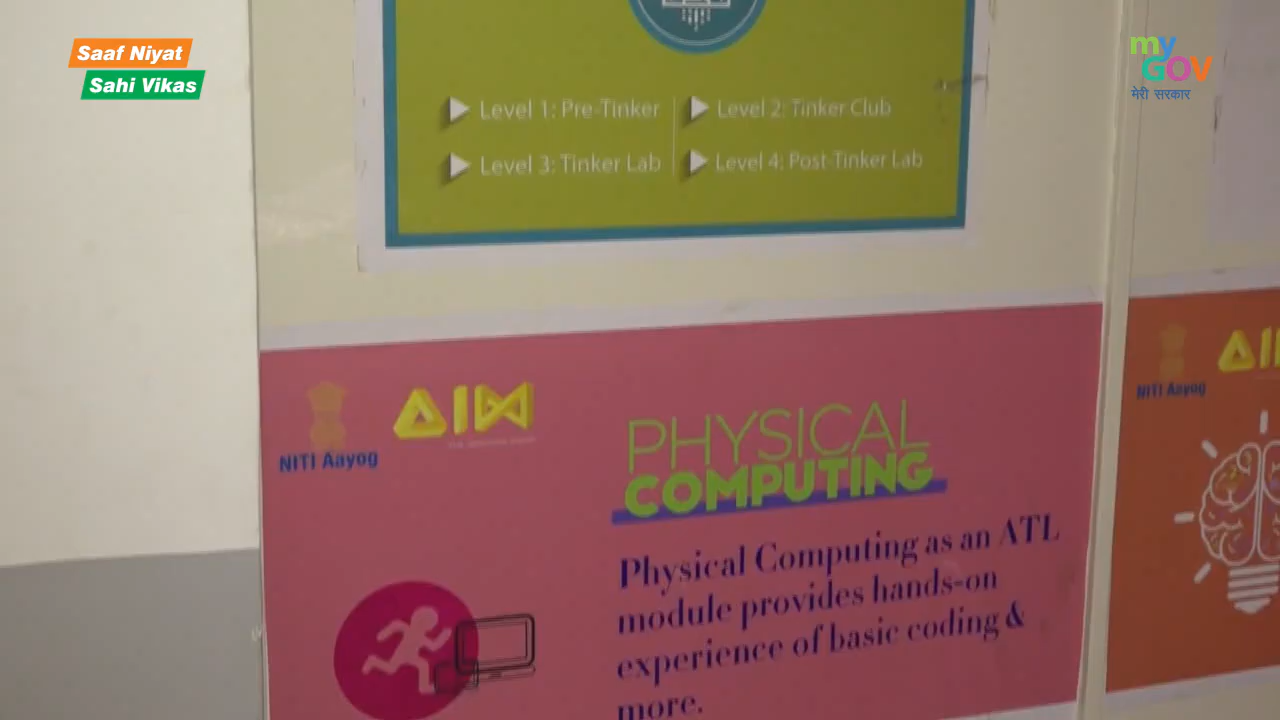 Saaf Niyat
Sahi Vikas
my
GOV
मेरी सरकार
Level 1: Pre-Tinker
Level 2: Tinker Club
Level 3: Tinker Lab
Level 4: Post-Tinker Lab
NITI Aayog
AIM
PHYSICAL
COMPUTING
Physical Computing as an ATL
module provides hands-on
experience of basic coding &
more.
NITI Aayog